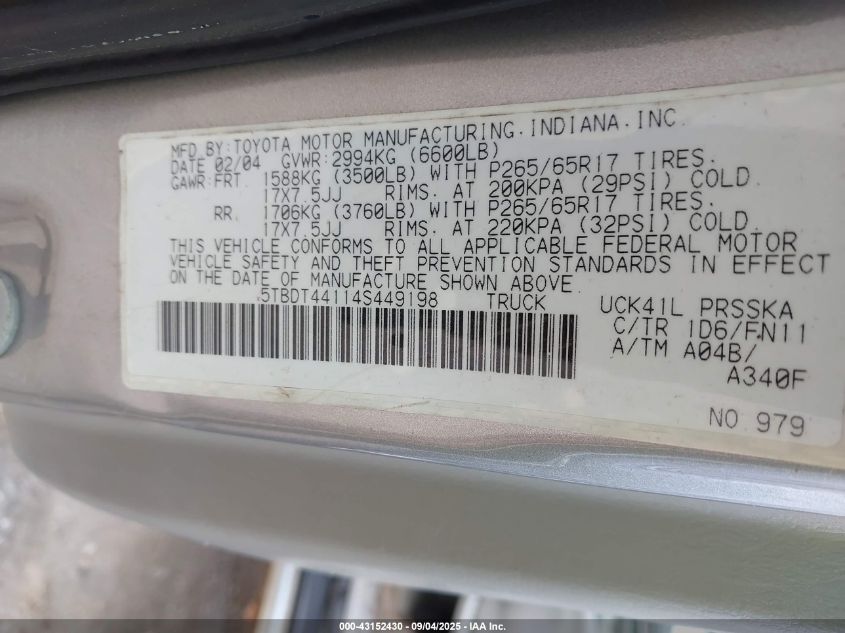 MFD BY: TOYOTA MOTOR MANUFACTURING, INDIANA, INC.
DATE 02/04 GVWR: 2994KG (6600LB)
GAWR:FRT. 1588KG (3500LB) WITH P265/65R17 TIRES.
17X7.5JJ RIMS. AT 200KPA (29PSI) COLD.
RR. 1706KG (3760LB) WITH P265/65R17 TIRES.
17X7.5JJ RIMS. AT 220KPA (32PSI) COLD.
THIS VEHICLE CONFORMS TO ALL APPLICABLE FEDERAL MOTOR
VEHICLE SAFETY AND THEFT PREVENTION STANDARDS IN EFFECT
ON THE DATE OF MANUFACTURE SHOWN ABOVE.
5TBDT44114S449198 TRUCK
UCK41L PRSSKA
C/TR 1D6/FN11
A/TM A04B/
A340F
NO 979
000-43152430 - 09/04/2025 - IAA Inc.